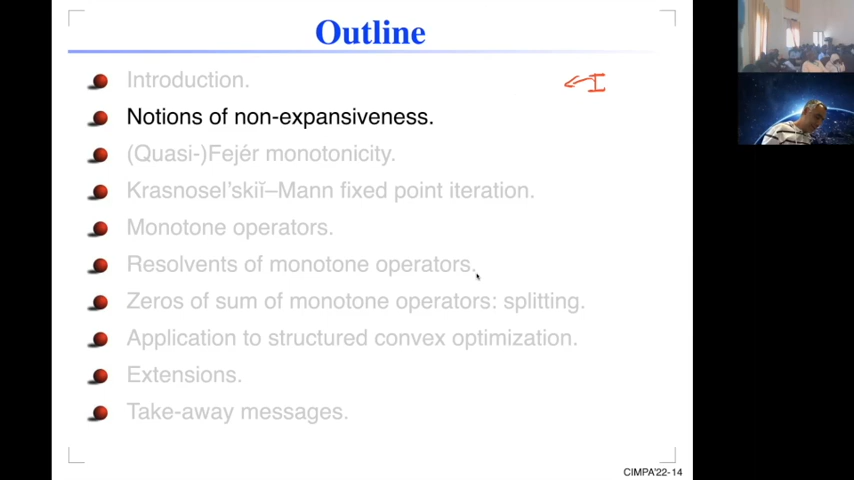 Outline
Introduction.
I
Notions of non-expansiveness.
(Quasi-)Fejér monotonicity.
Krasnosel'skiĭ–Mann fixed point iteration.
Monotone operators.
Resolvents of monotone operators.
Zeros of sum of monotone operators: splitting.
Application to structured convex optimization.
Extensions.
Take-away messages.
CIMPA'22-14